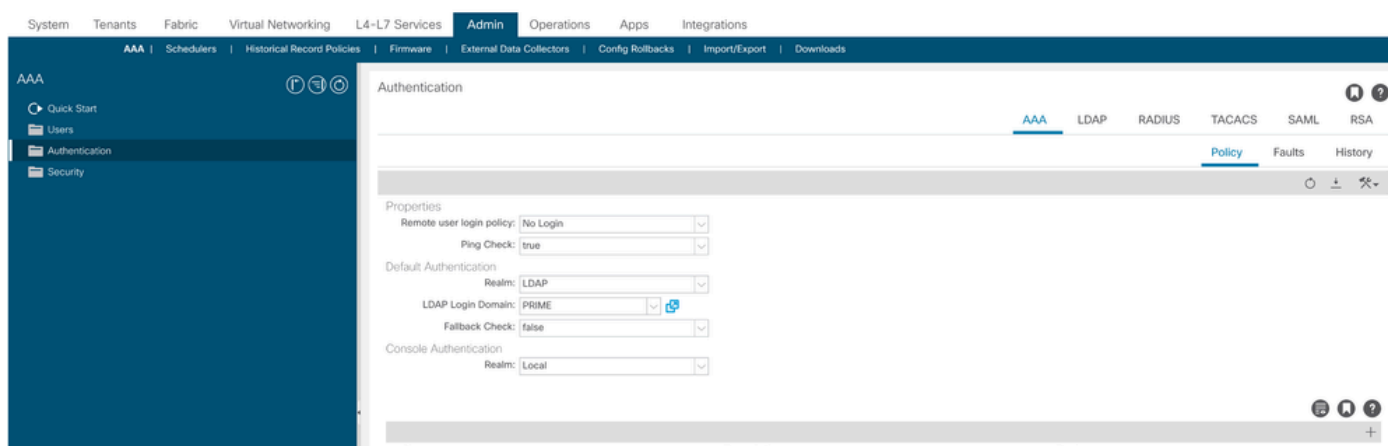 System Tenants Fabric Virtual Networking L4-L7 Services Admin Operations Apps Integrations
AAA | Schedulers | Historical Record Policies | Firmware | External Data Collectors | Config Rollbacks | Import/Export | Downloads
AAA
Quick Start
Users
Authentication
Security
Authentication
AAA LDAP RADIUS TACACS SAML RSA
Policy Faults History
Properties
Remote user login policy: No Login
Ping Check: true
Default Authentication
Realm: LDAP
LDAP Login Domain: PRIME
Fallback Check: false
Console Authentication
Realm: Local